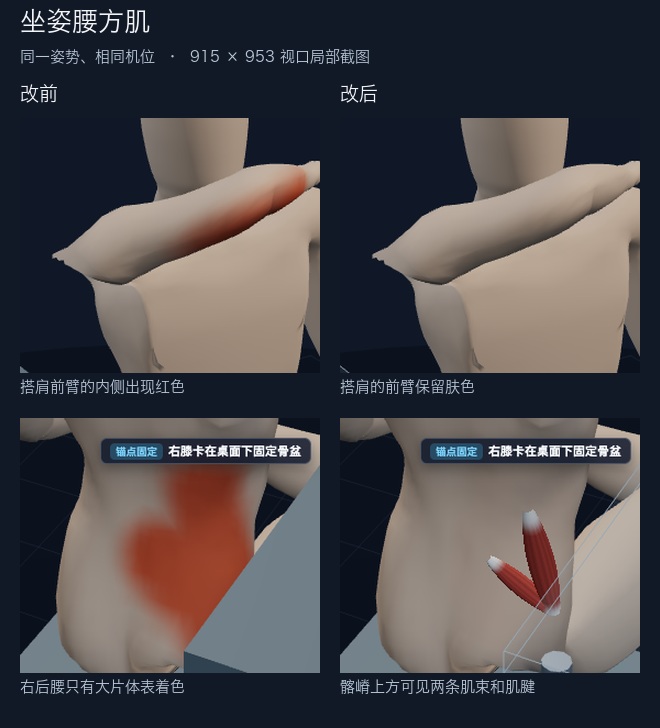 坐姿腰方肌
同一姿势、相同机位 · 915 × 953 视口局部截图
改前
改后
搭肩前臂的内侧出现红色
搭肩的前臂保留肤色
锚点固定 右膝卡在桌面下固定骨盆
锚点固定 右膝卡在桌面下固定骨盆
右后腰只有大片体表着色
髂嵴上方可见两条肌束和肌腱